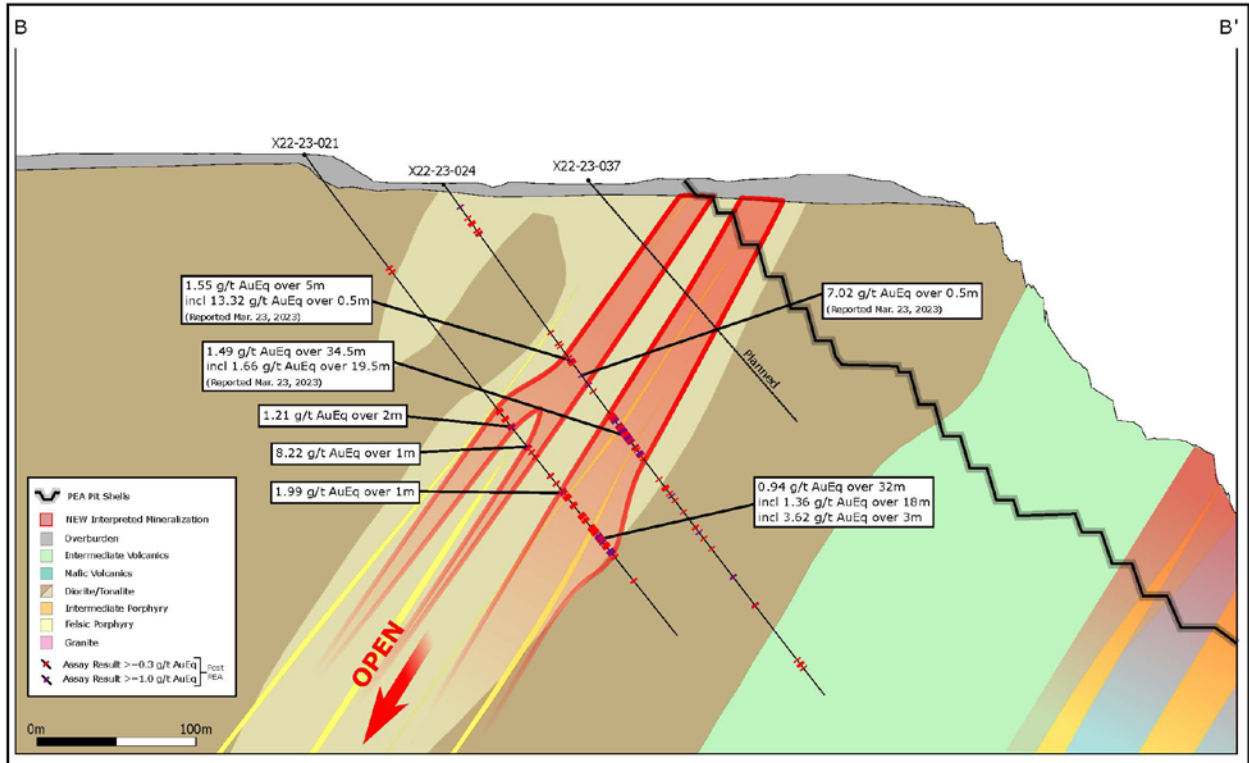 B
B'
X22-23-021
X22-23-024
X22-23-037
1.55 g/t AuEq over 5m
incl 13.32 g/t AuEq over 0.5m
(Reported Mar. 23, 2023)
7.02 g/t AuEq over 0.5m
(Reported Mar. 23, 2023)
1.49 g/t AuEq over 34.5m
incl 1.66 g/t AuEq over 19.5m
(Reported Mar. 23, 2023)
Planned
1.21 g/t AuEq over 2m
8.22 g/t AuEq over 1m
1.99 g/t AuEq over 1m
0.94 g/t AuEq over 32m
incl 1.36 g/t AuEq over 18m
incl 3.62 g/t AuEq over 3m
OPEN
PEA Pit Shells
NEW Interpreted Mineralization
Overburden
Intermediate Volcanics
Mafic Volcanics
Diorite/Tonalite
Intermediate Porphyry
Felsic Porphyry
Granite
Assay Result >=0.3 g/t AuEq
Assay Result >=1.0 g/t AuEq
Post
PEA
0m
100m